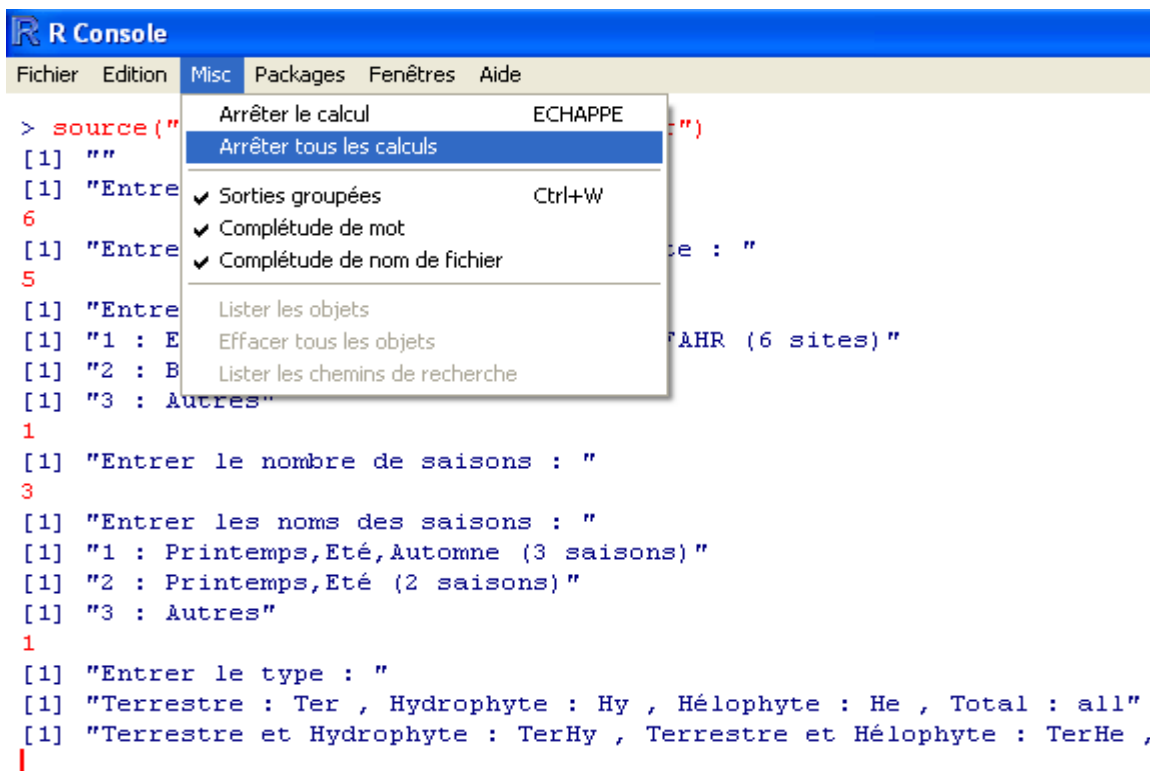 R Console
Fichier Edition Misc Packages Fenêtres Aide
Arrêter le calcul ECHAPPE
Arrêter tous les calculs
Sorties groupées Ctrl+W
Complétude de mot
Complétude de nom de fichier
Lister les objets
Effacer tous les objets
Lister les chemins de recherche
> source(" ")
[1] ""
[1] "Entre
6
[1] "Entre : "
5
[1] "Entre
[1] "1 : E FAHR (6 sites)"
[1] "2 : B
[1] "3 : Autres"
1
[1] "Entrer le nombre de saisons : "
3
[1] "Entrer les noms des saisons : "
[1] "1 : Printemps,Eté,Automne (3 saisons)"
[1] "2 : Printemps,Eté (2 saisons)"
[1] "3 : Autres"
1
[1] "Entrer le type : "
[1] "Terrestre : Ter , Hydrophyte : Hy , Hélophyte : He , Total : all"
[1] "Terrestre et Hydrophyte : TerHy , Terrestre et Hélophyte : TerHe ,